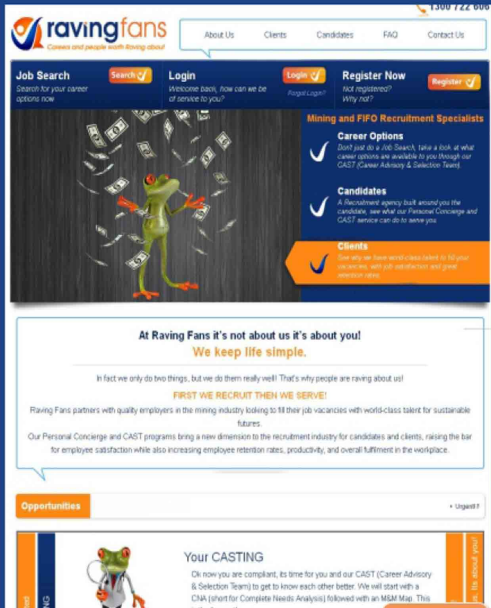 1300 722 606
ravingfans
Careers and people worth Raving about
About Us Clients Candidates FAQ Contact Us
Job Search Search
Search for your career
options now
Login Login
Welcome back, how can we be
of service to you?
Forgot Login?
Register Now Register
Not registered?
Why not?
Mining and FIFO Recruitment Specialists
Career Options
Don't just do a Job Search, take a look at what
career options are available to you through our
CAST (Career Advisory & Selection Team).
Candidates
A Recruitment agency built around you the
candidate, see what our Personal Concierge and
CAST service can do to serve you.
Clients
See why we have world-class talent to fill your
vacancies, with job satisfaction and great
retention rates.
At Raving Fans it's not about us it's about you!
We keep life simple.
In fact we only do two things, but we do them really well! That's why people are raving about us!
FIRST WE RECRUIT THEN WE SERVE!
Raving Fans partners with quality employers in the mining industry looking to fill their job vacancies with world-class talent for sustainable
futures.
Our Personal Concierge and CAST programs bring a new dimension to the recruitment industry for candidates and clients, raising the bar
for employee satisfaction while also increasing employee retention rates, productivity, and overall fulfilment in the workplace.
Opportunities
Your CASTING
Ok now you are compliant, its time for you and our CAST (Career Advisory
& Selection Team) to get to know each other better. We will start with a
CNA (short for Complete Needs Analysis) followed with an M&M Map. This